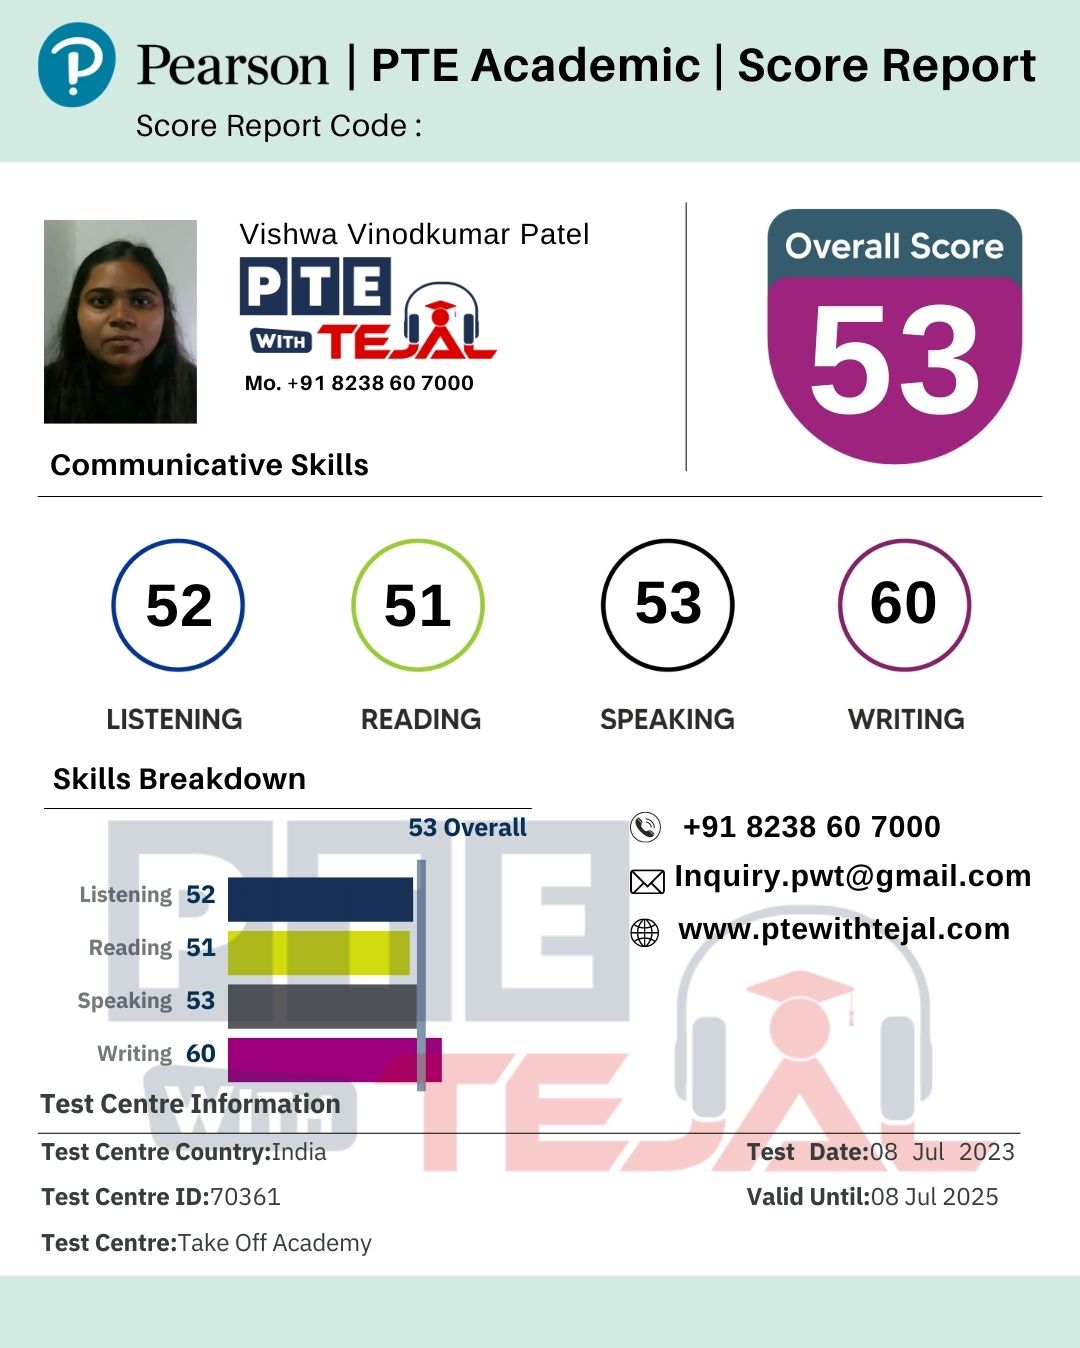 Pearson | PTE Academic | Score Report
Score Report Code :
Vishwa Vinodkumar Patel
PTE
WITH TEJAL
Mo. +91 8238 60 7000
Overall Score
53
Communicative Skills
52 51 53 60
LISTENING READING SPEAKING WRITING
Skills Breakdown
53 Overall
Listening 52
Reading 51
Speaking 53
Writing 60
+91 8238 60 7000
Inquiry.pwt@gmail.com
www.ptewithtejal.com
PTE
WITH TEJAL
Test Centre Information
Test Centre Country:India Test Date:08 Jul 2023
Test Centre ID:70361 Valid Until:08 Jul 2025
Test Centre:Take Off Academy